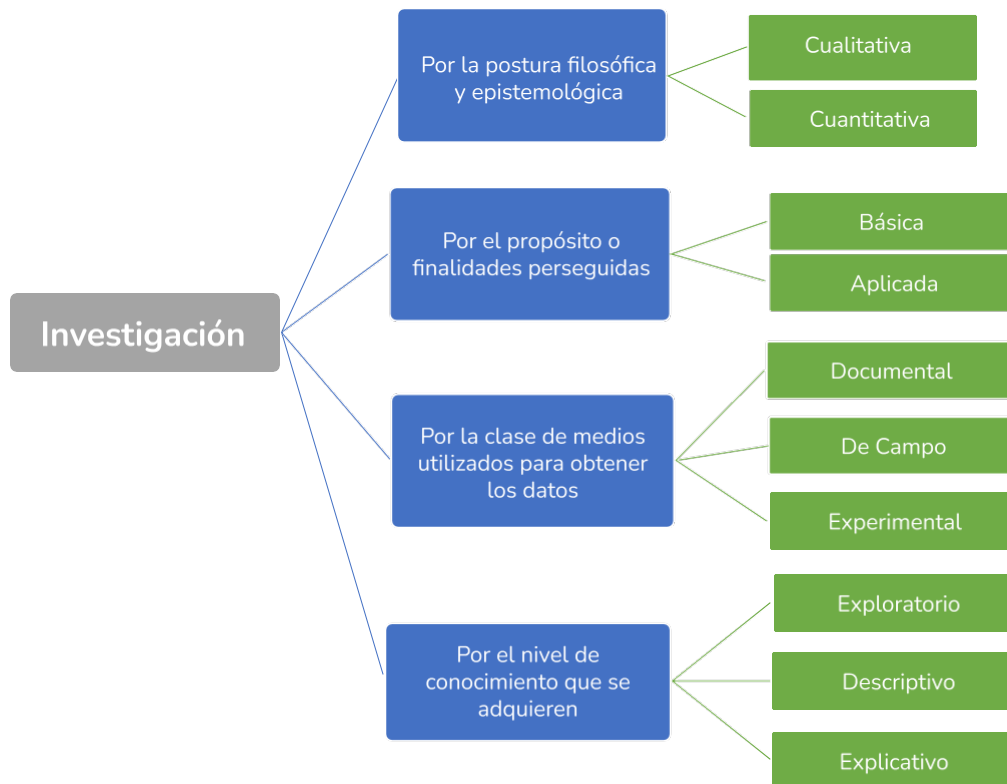 Investigación
Por la postura filosófica
y epistemológica
Cualitativa
Cuantitativa
Por el propósito o
finalidades perseguidas
Básica
Aplicada
Por la clase de medios
utilizados para obtener
los datos
Documental
De Campo
Experimental
Por el nivel de
conocimiento que se
adquieren
Exploratorio
Descriptivo
Explicativo